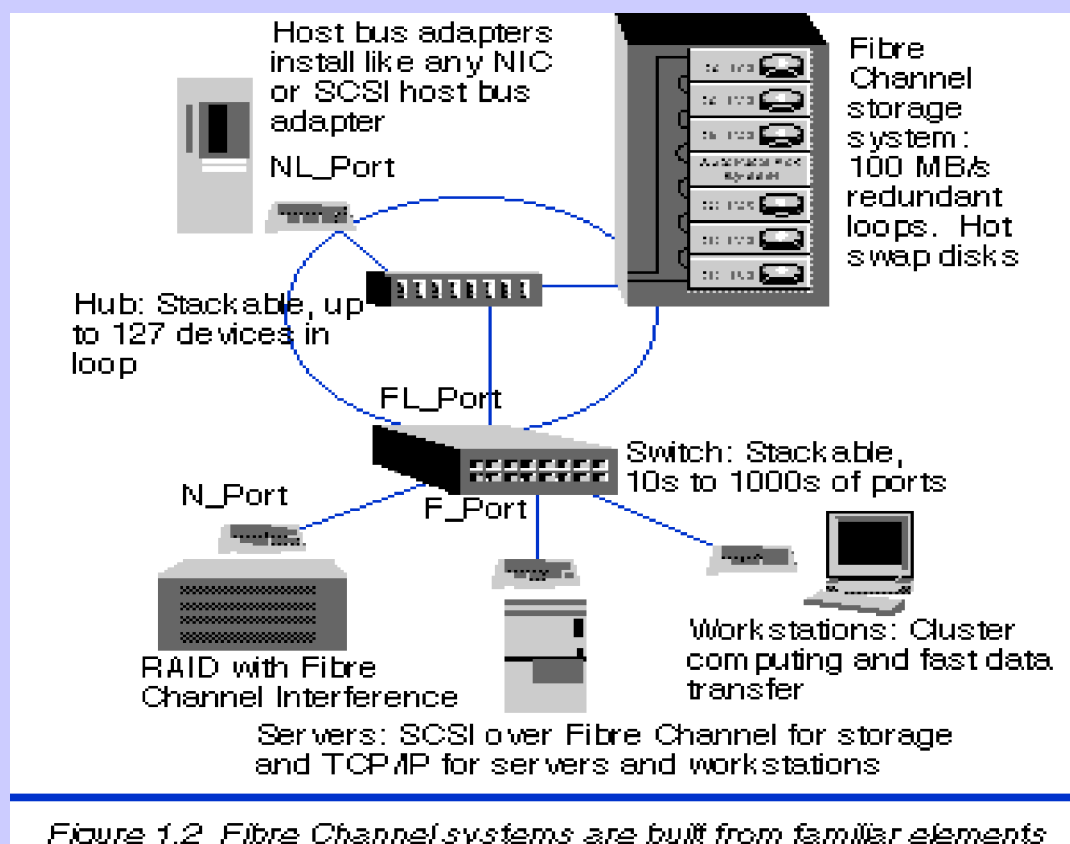 Host bus adapters
install like any NIC
or SCSI host bus
adapter
NL_Port
Fibre
Channel
storage
system:
100 MB/s
redundant
loops. Hot
swap disks
Hub: Stackable, up
to 127 devices in
loop
FL_Port
Switch: Stackable,
10s to 1000s of ports
N_Port
F_Port
RAID with Fibre
Channel Interference
Workstations: Cluster
computing and fast data
transfer
Servers: SCSI over Fibre Channel for storage
and TCP/IP for servers and workstations
Figure 1.2 Fibre Channel systems are built from familiar elements